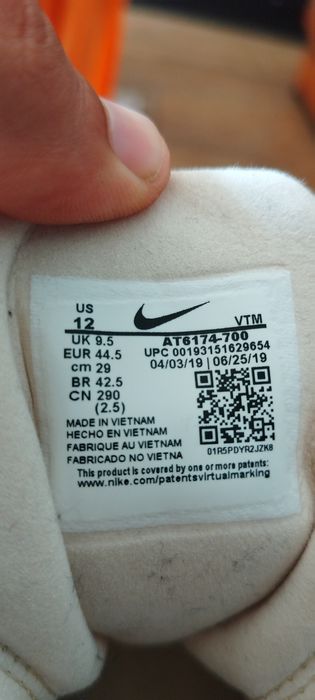 US
12
VTM
UK 9.5
AT6174-700
EUR 44.5
UPC 00193151629654
cm 29
04/03/19 | 06/25/19
BR 42.5
CN 290
(2.5)
MADE IN VIETNAM
HECHO EN VIETNAM
FABRIQUE AU VIETNAM
FABRICADO NO VIETNA
01R5PDYR2JZK8
This product is covered by one or more patents:
www.nike.com/patentsvirtualmarking